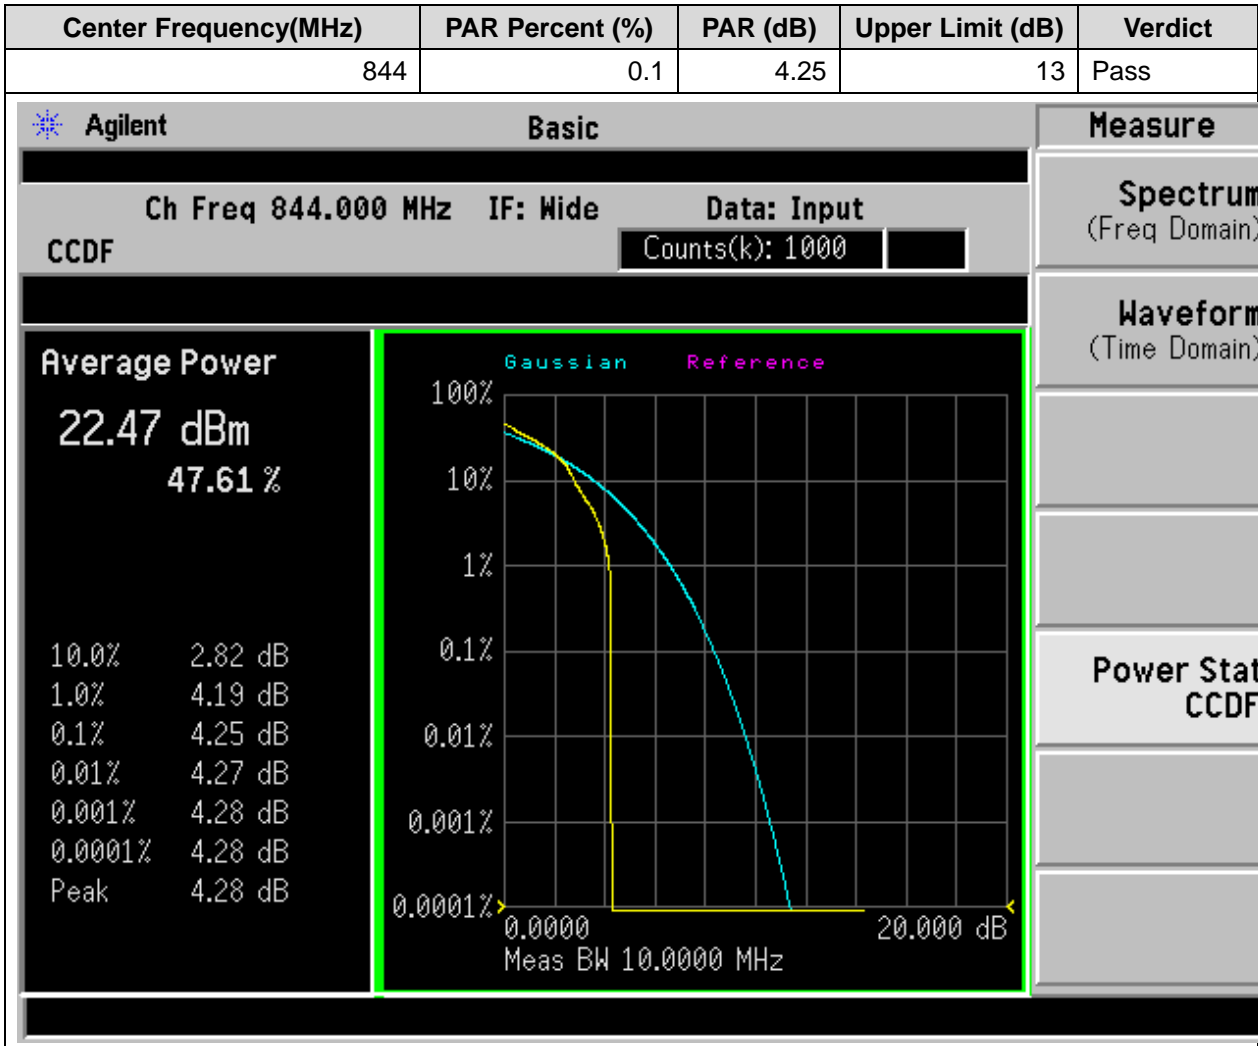 Center Frequency(MHz) PAR Percent (%) PAR (dB) Upper Limit (dB) Verdict
844 0.1 4.25 13 Pass
Agilent Basic Measure
Ch Freq 844.000 MHz IF: Wide Data: Input
CCDF Counts(k): 1000
Average Power
22.47 dBm
47.61 %
10.0% 2.82 dB
1.0% 4.19 dB
0.1% 4.25 dB
0.01% 4.27 dB
0.001% 4.28 dB
0.0001% 4.28 dB
Peak 4.28 dB
Gaussian Reference
100%
10%
1%
0.1%
0.01%
0.001%
0.0001%
0.0000 20.000 dB
Meas BW 10.0000 MHz
Spectrum
(Freq Domain)
Waveform
(Time Domain)
Power Stat
CCDF